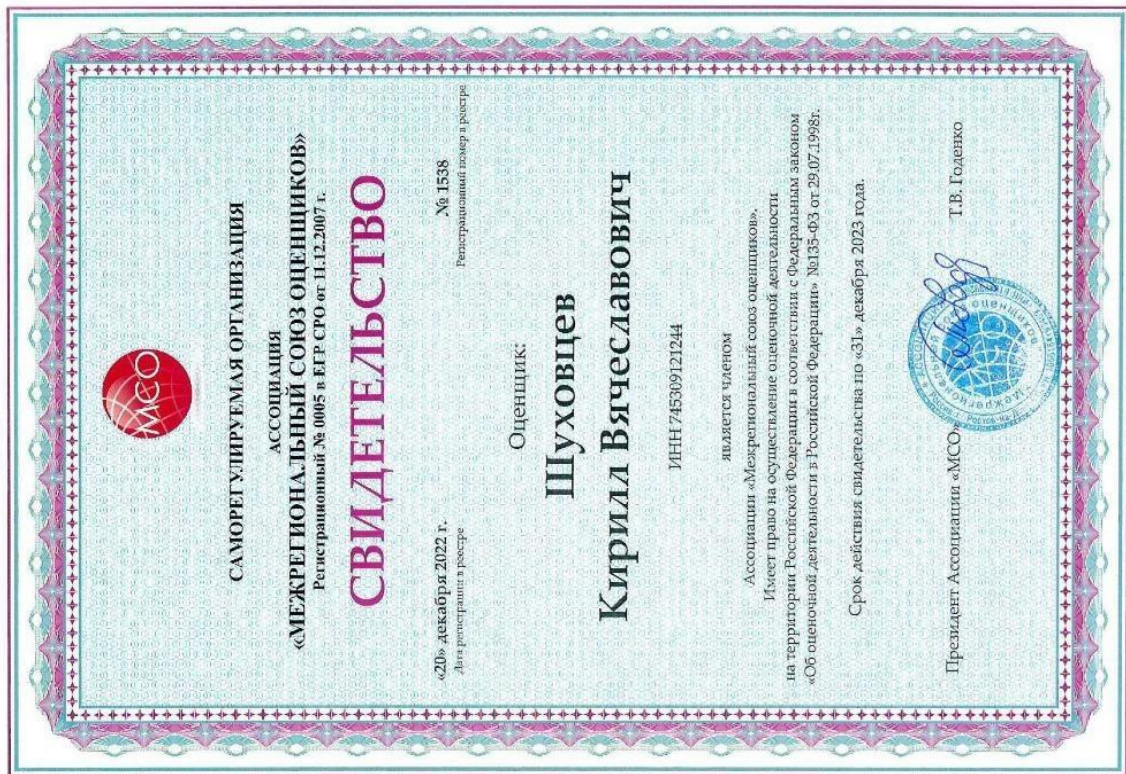 МСО
САМОРЕГУЛИРУЕМАЯ ОРГАНИЗАЦИЯ
АССОЦИАЦИЯ
«МЕЖРЕГИОНАЛЬНЫЙ СОЮЗ ОЦЕНЩИКОВ»
Регистрационный № 0005 в ЕГР СРО от 11.12.2007 г.
СВИДЕТЕЛЬСТВО
«20» декабря 2022 г. № 1538
Дата регистрации в реестре Регистрационный номер в реестре
Оценщик:
Шуховцев
Кирилл Вячеславович
ИНН 745309121244
является членом
Ассоциации «Межрегиональный союз оценщиков».
Имеет право на осуществление оценочной деятельности
на территории Российской Федерации в соответствии с Федеральным законом
«Об оценочной деятельности в Российской Федерации» №135-ФЗ от 29.07.1998г.
Срок действия свидетельства по «31» декабря 2023 года.
Президент Ассоциации «МСО» Т.В. Годенко